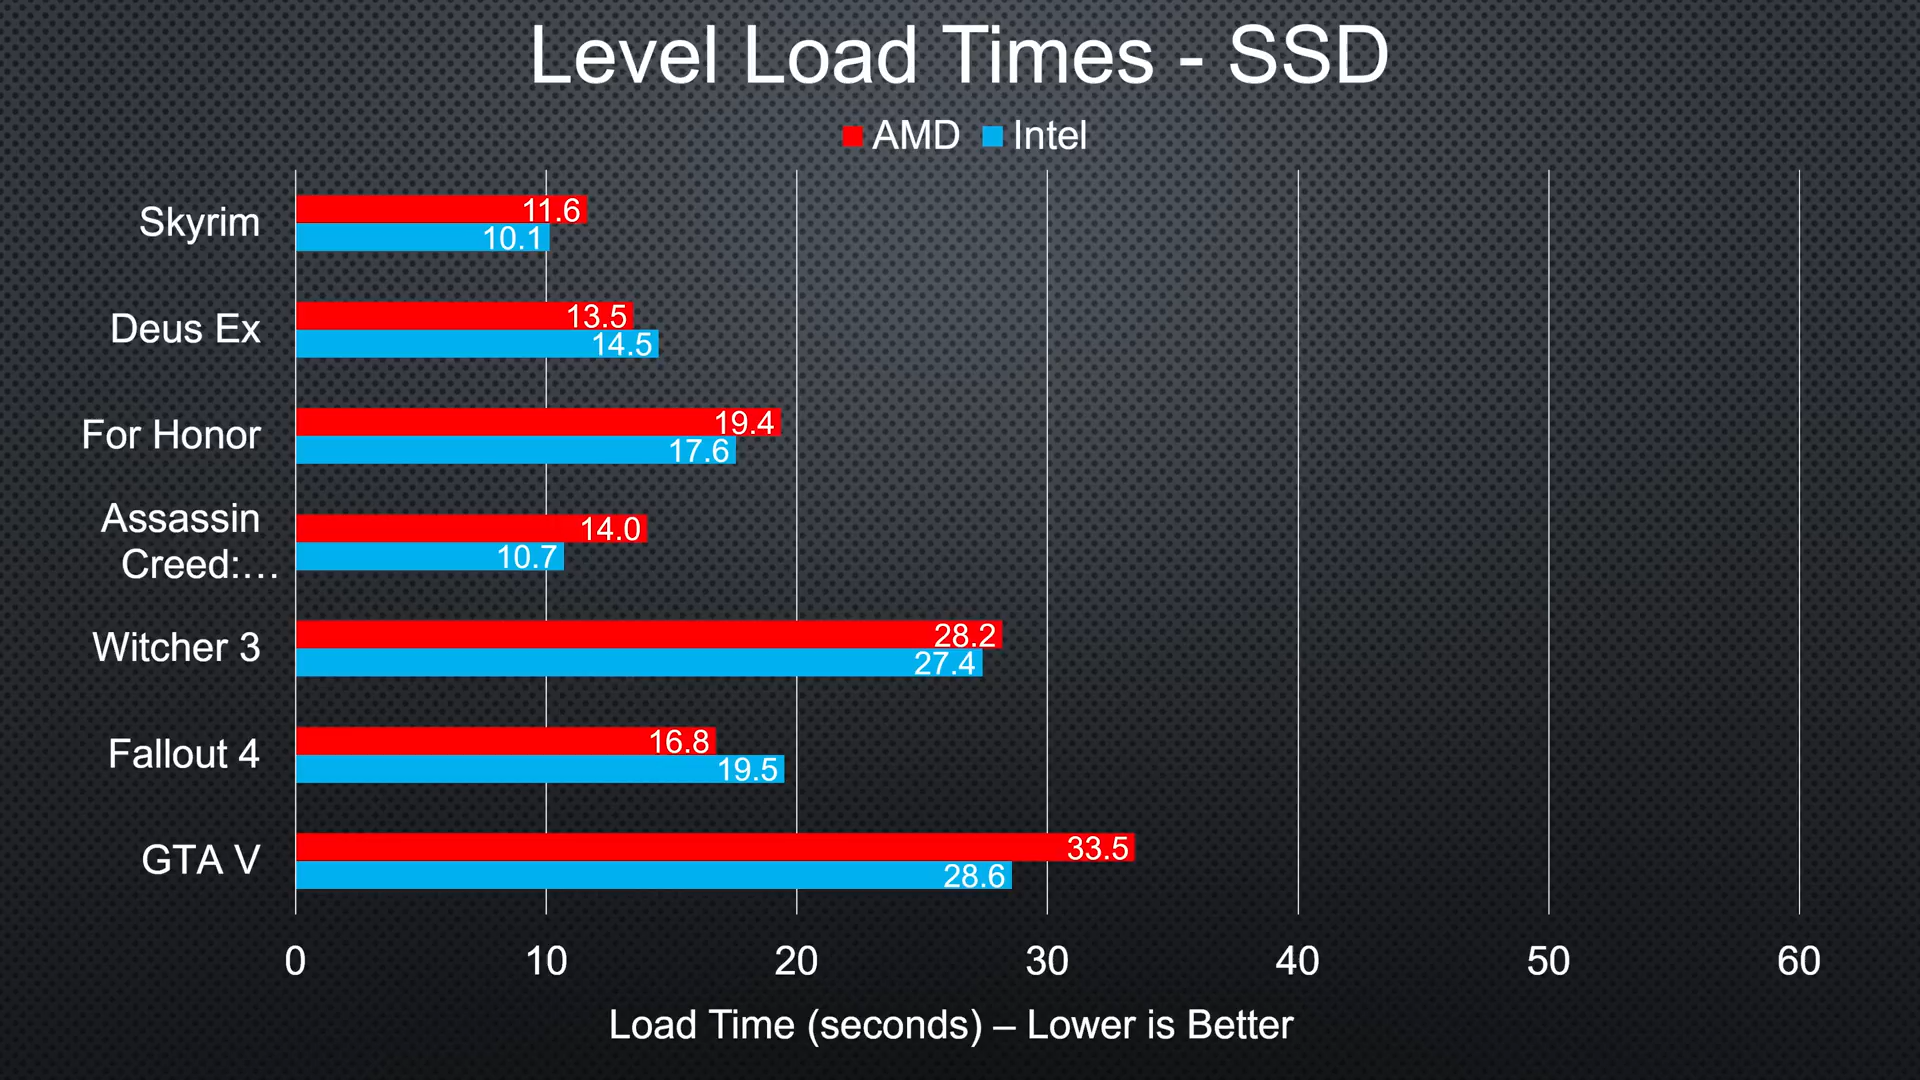 Level Load Times - SSD
AMD Intel
Skyrim
11.6
10.1
Deus Ex
13.5
14.5
For Honor
19.4
17.6
Assassin
Creed:…
14.0
10.7
Witcher 3
28.2
27.4
Fallout 4
16.8
19.5
GTA V
33.5
28.6
0 10 20 30 40 50 60
Load Time (seconds) – Lower is Better